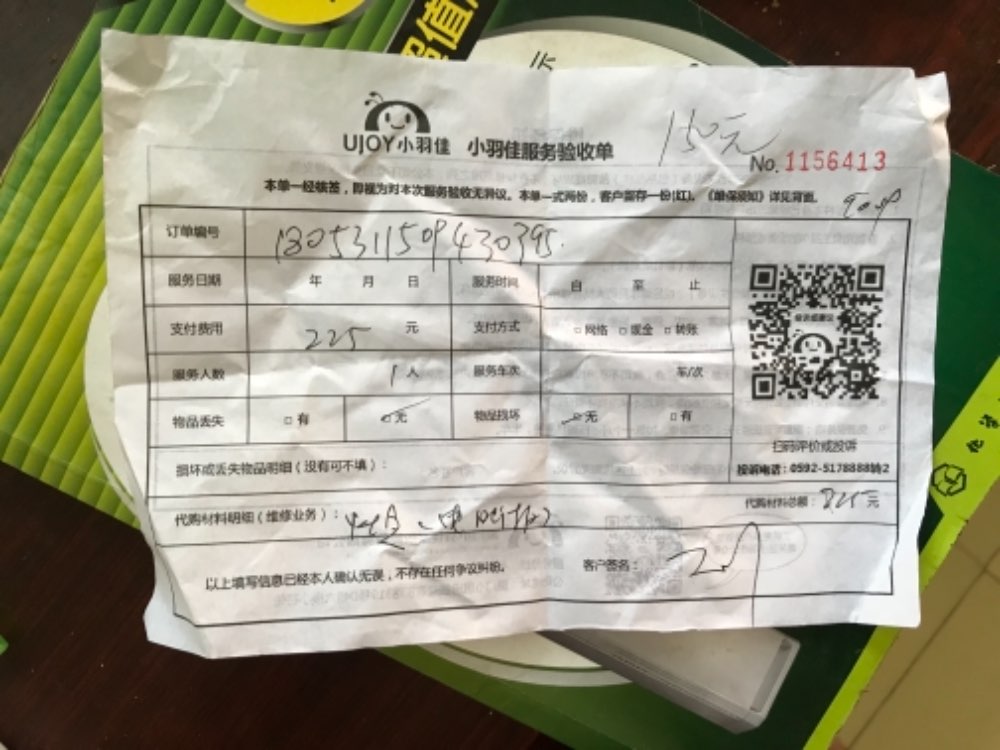 超值
UJOY小羽佳 小羽佳服务验收单
150元
No.1156413
本单一经核签，即视为对本次服务验收无异议。本单一式两份，客户留存一份(红)。《维保须知》详见背面。
订单编号 1805311509430395
服务日期 年 月 日 服务时间 自 至 止
支付费用 225 元 支付方式 □网络 □现金 □转账
服务人数 1人 服务车次 车/次
物品丢失 □有 ☑无 物品损坏 ☑无 □有
扫码评价或投诉
投诉电话：0592-5178888转2
损坏或丢失物品明细（没有可不填）：
代购材料总额： 元
代购材料明细（维修业务）：
以上填写信息已经本人确认无误，不存在任何争议纠纷。 客户签名：